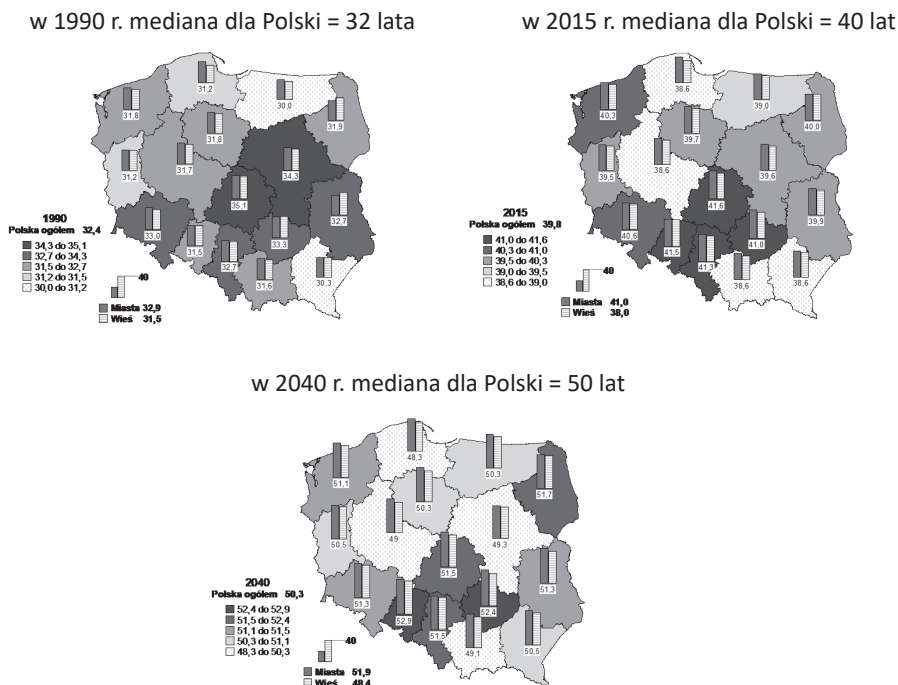 w 1990 r. mediana dla Polski = 32 lata
31,2
30,0
31,8
31,8
31,9
31,2
31,7
34,3
35,1
33,0
31,5
32,7
33,3
32,7
31,6
30,3
1990
Polska ogółem 32,4
34,3 do 35,1
32,7 do 34,3
31,5 do 32,7
31,2 do 31,5
30,0 do 31,2
40
Miasta 32,9
Wieś 31,5
w 2015 r. mediana dla Polski = 40 lat
38,6
39,0
40,3
39,7
40,0
39,5
38,6
39,6
41,6
40,6
41,5
41,3
41,0
39,9
38,6
38,6
2015
Polska ogółem 39,8
41,0 do 41,6
40,3 do 41,0
39,5 do 40,3
39,0 do 39,5
38,6 do 39,0
40
Miasta 41,0
Wieś 38,0
w 2040 r. mediana dla Polski = 50 lat
48,3
50,3
51,1
50,3
51,7
50,5
49
49,3
51,5
51,3
52,9
51,5
52,4
51,3
49,1
50,5
2040
Polska ogółem 50,3
52,4 do 52,9
51,5 do 52,4
51,1 do 51,5
50,3 do 51,1
48,3 do 50,3
40
Miasta 51,9
Wieś 48,4